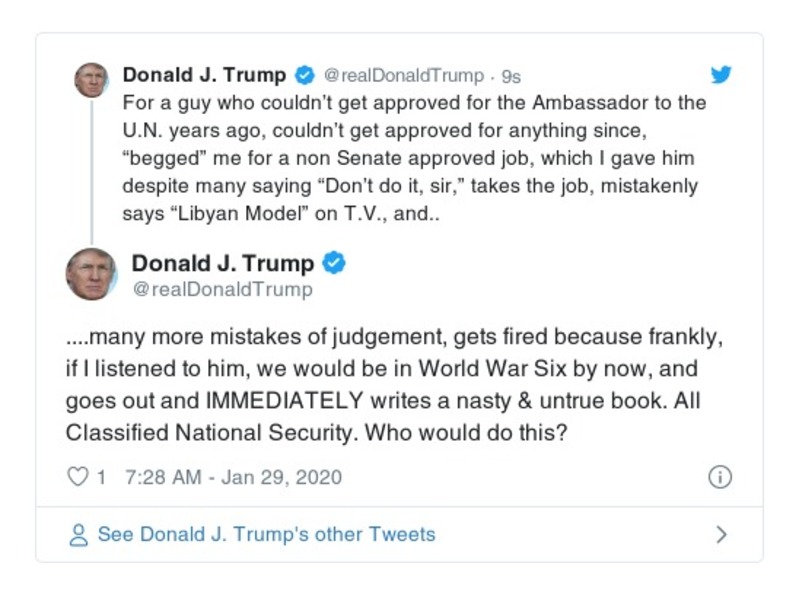 Donald J. Trump @realDonaldTrump · 9s
For a guy who couldn't get approved for the Ambassador to the
U.N. years ago, couldn't get approved for anything since,
“begged” me for a non Senate approved job, which I gave him
despite many saying “Don't do it, sir,” takes the job, mistakenly
says “Libyan Model” on T.V., and..
Donald J. Trump
@realDonaldTrump
....many more mistakes of judgement, gets fired because frankly,
if I listened to him, we would be in World War Six by now, and
goes out and IMMEDIATELY writes a nasty & untrue book. All
Classified National Security. Who would do this?
1 7:28 AM - Jan 29, 2020
See Donald J. Trump's other Tweets